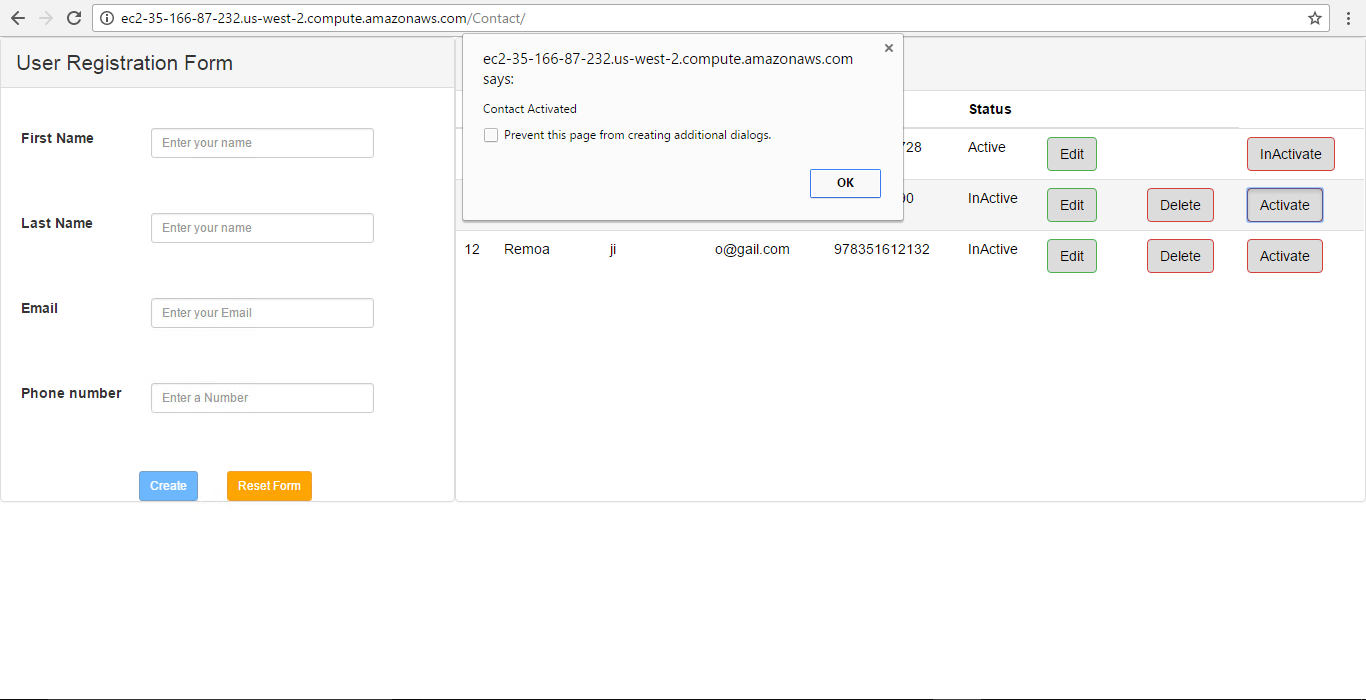 ec2-35-166-87-232.us-west-2.compute.amazonaws.com/Contact/
User Registration Form
First Name
Enter your name
Last Name
Enter your name
Email
Enter your Email
Phone number
Enter a Number
Create
Reset Form
ec2-35-166-87-232.us-west-2.compute.amazonaws.com
says:
Contact Activated
Prevent this page from creating additional dialogs.
OK
Status
728 Active Edit InActivate
InActive Edit Delete Activate
12 Remoa ji o@gail.com 978351612132 InActive Edit Delete Activate